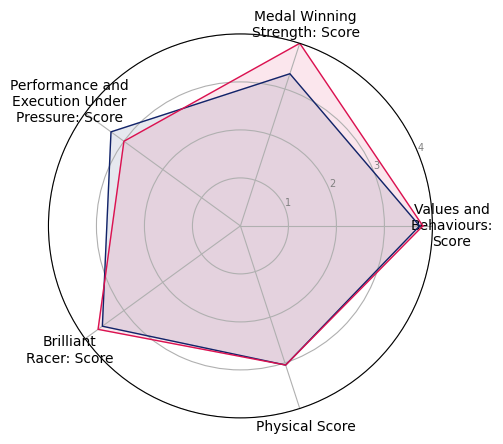 Medal Winning
Strength: Score
Performance and
Execution Under
Pressure: Score
4
3
2
1
Values and
Behaviours:
Score
Brilliant
Racer: Score
Physical Score